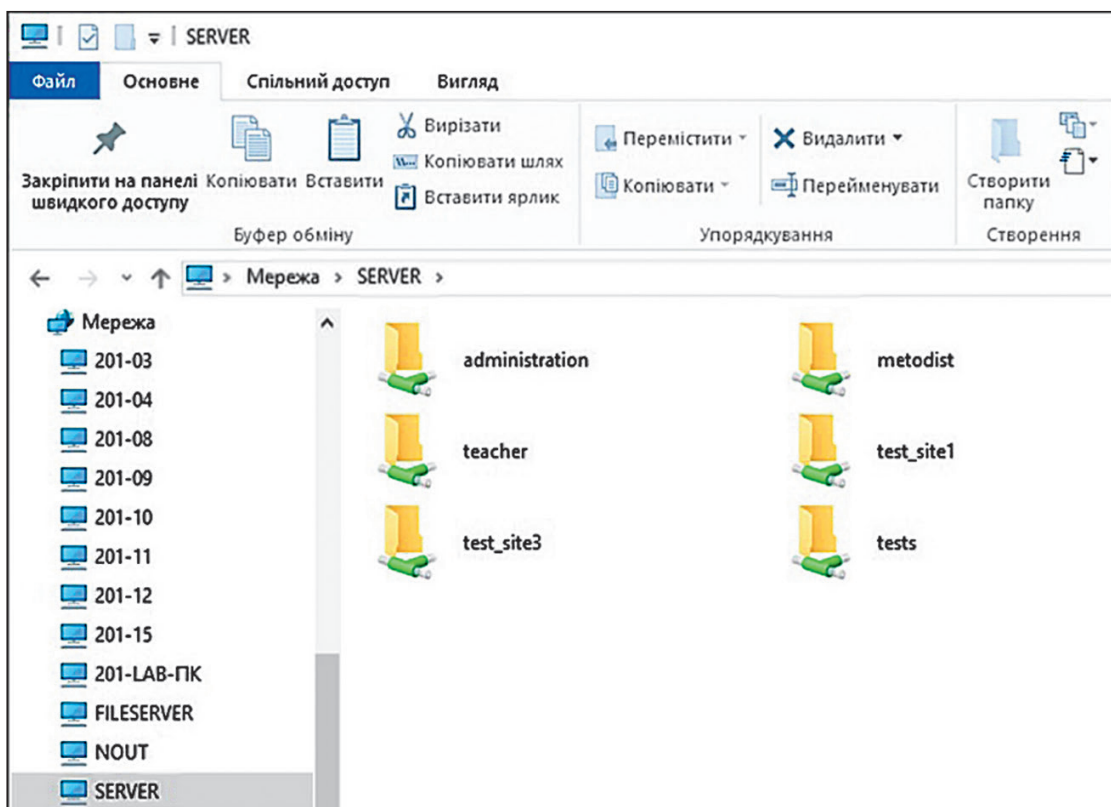 SERVER
Файл Основне Спільний доступ Вигляд
Закріпити на панелі швидкого доступу
Копіювати
Вставити
Вирізати
Копіювати шлях
Вставити ярлик
Буфер обміну
Перемістити
Копіювати
Видалити
Перейменувати
Упорядкування
Створити папку
Створення
Мережа > SERVER >
Мережа
201-03
201-04
201-08
201-09
201-10
201-11
201-12
201-15
201-LAB-ПК
FILESERVER
NOUT
SERVER
administration
metodist
teacher
test_site1
test_site3
tests